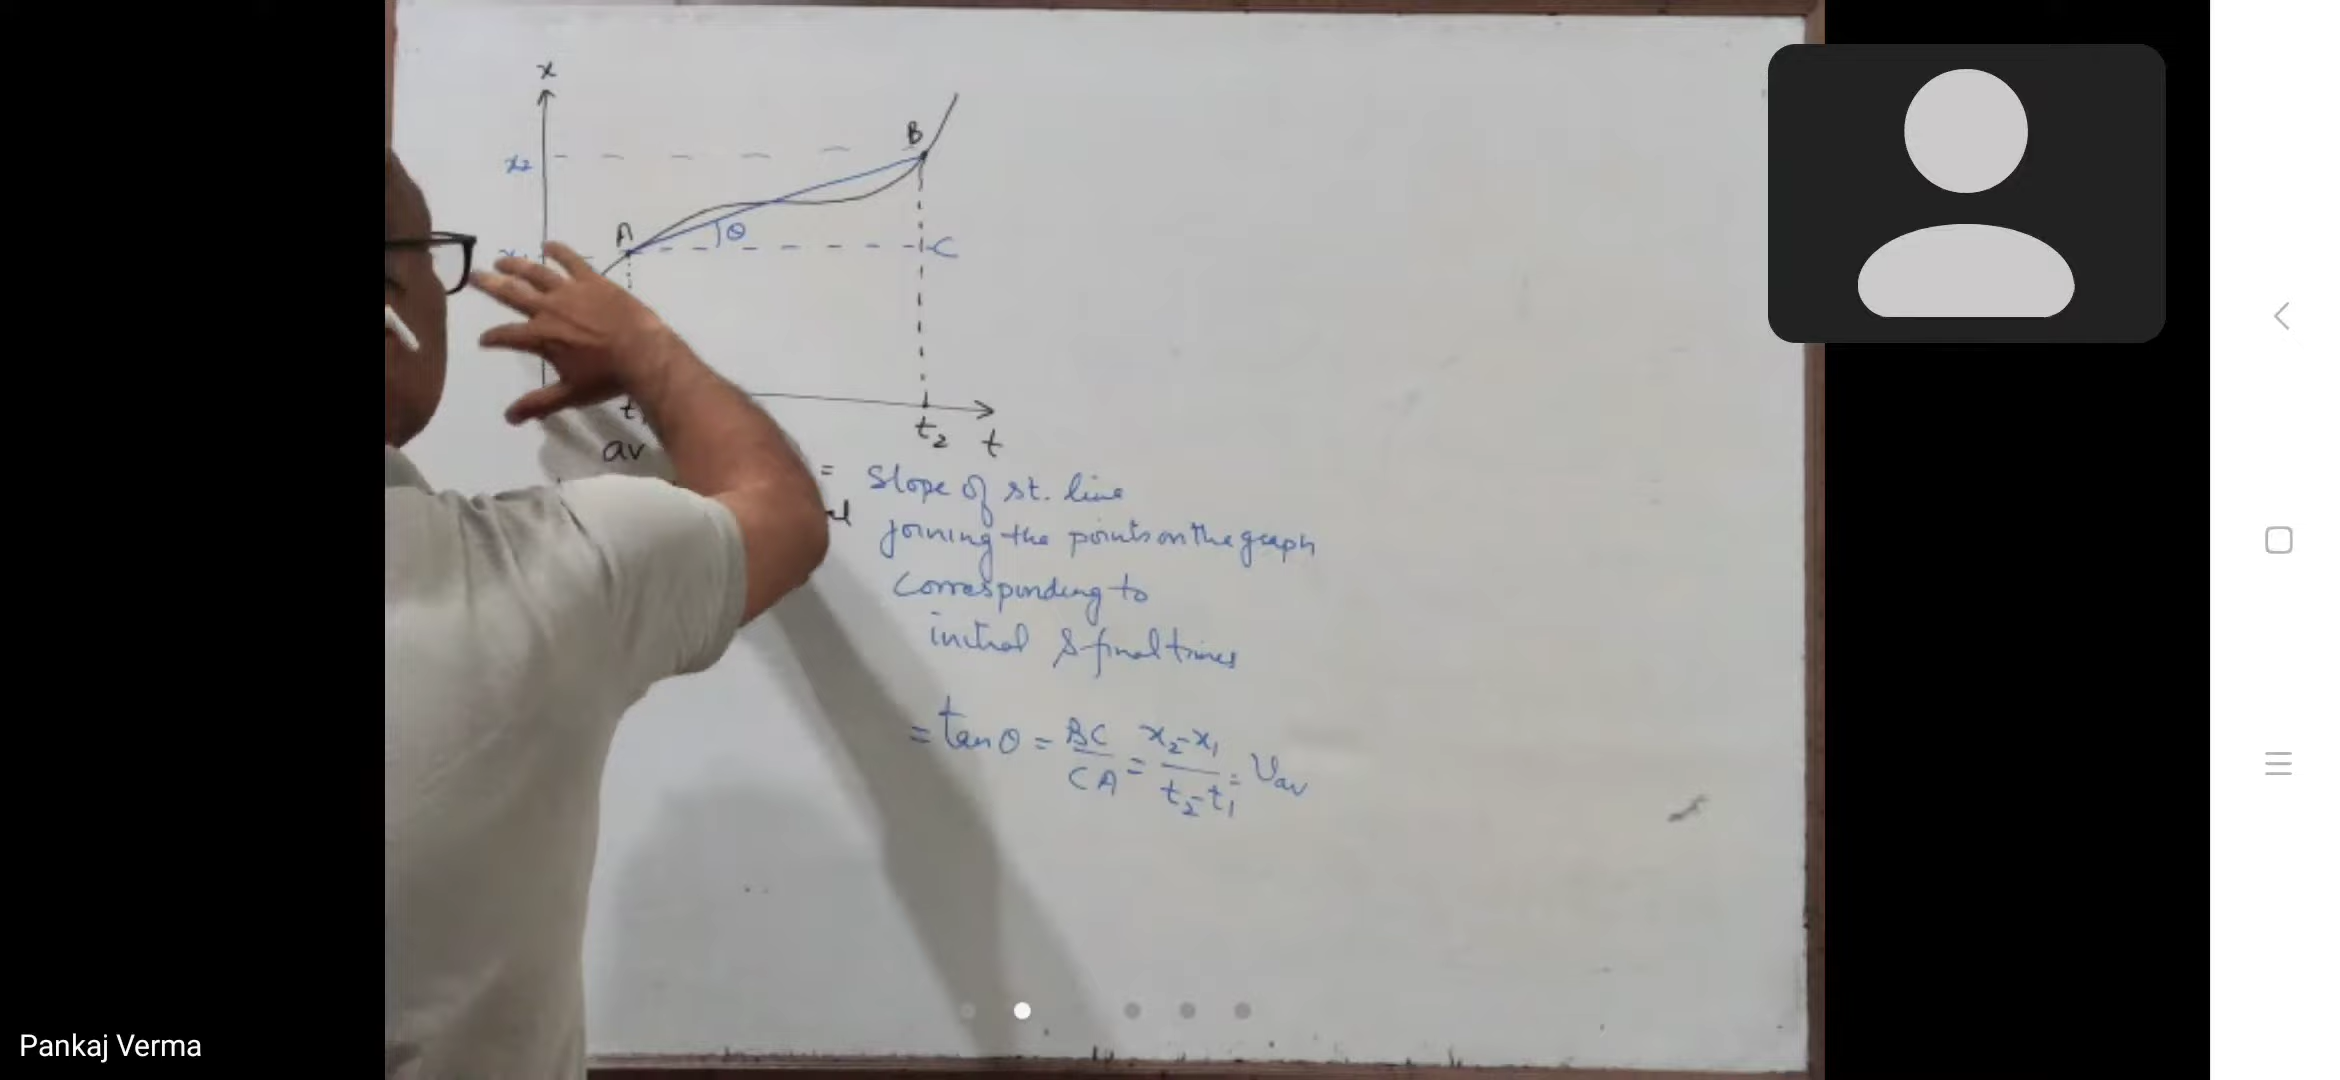 x
B
x₂
A
θ
C
t
t₂
t
av
= Slope of st. line
joining the points on the graph
corresponding to
initial & final times
= tan θ = BC/CA = x₂-x₁/t₂-t₁ = Vav
Pankaj Verma